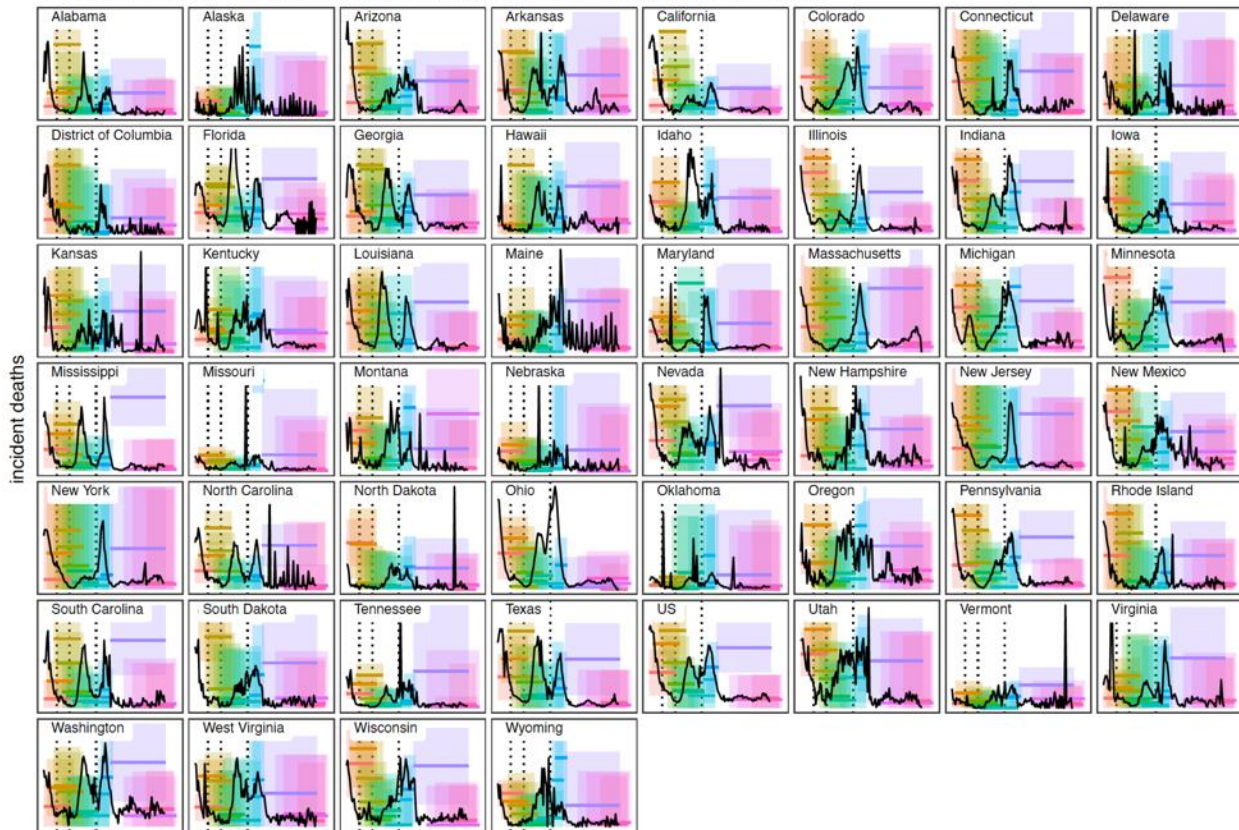 Alabama
Alaska
Arizona
Arkansas
California
Colorado
Connecticut
Delaware
District of Columbia
Florida
Georgia
Hawaii
Idaho
Illinois
Indiana
Iowa
Kansas
Kentucky
Louisiana
Maine
Maryland
Massachusetts
Michigan
Minnesota
Mississippi
Missouri
Montana
Nebraska
Nevada
New Hampshire
New Jersey
New Mexico
New York
North Carolina
North Dakota
Ohio
Oklahoma
Oregon
Pennsylvania
Rhode Island
South Carolina
South Dakota
Tennessee
Texas
US
Utah
Vermont
Virginia
Washington
West Virginia
Wisconsin
Wyoming
incident deaths